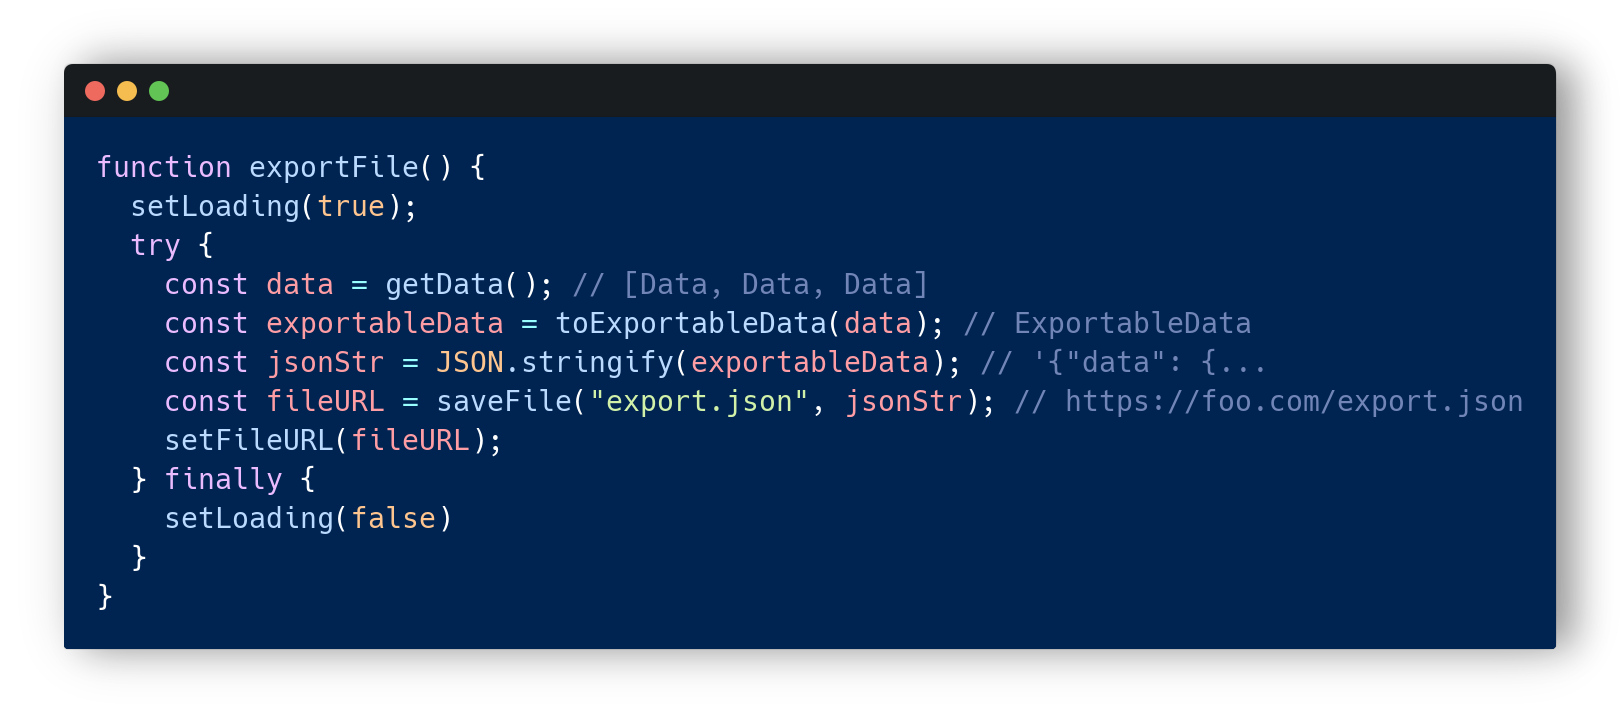 function exportFile() {
  setLoading(true);
  try {
    const data = getData(); // [Data, Data, Data]
    const exportableData = toExportableData(data); // ExportableData
    const jsonStr = JSON.stringify(exportableData); // '{"data": {...
    const fileURL = saveFile("export.json", jsonStr); // https://foo.com/export.json
    setFileURL(fileURL);
  } finally {
    setLoading(false)
  }
}